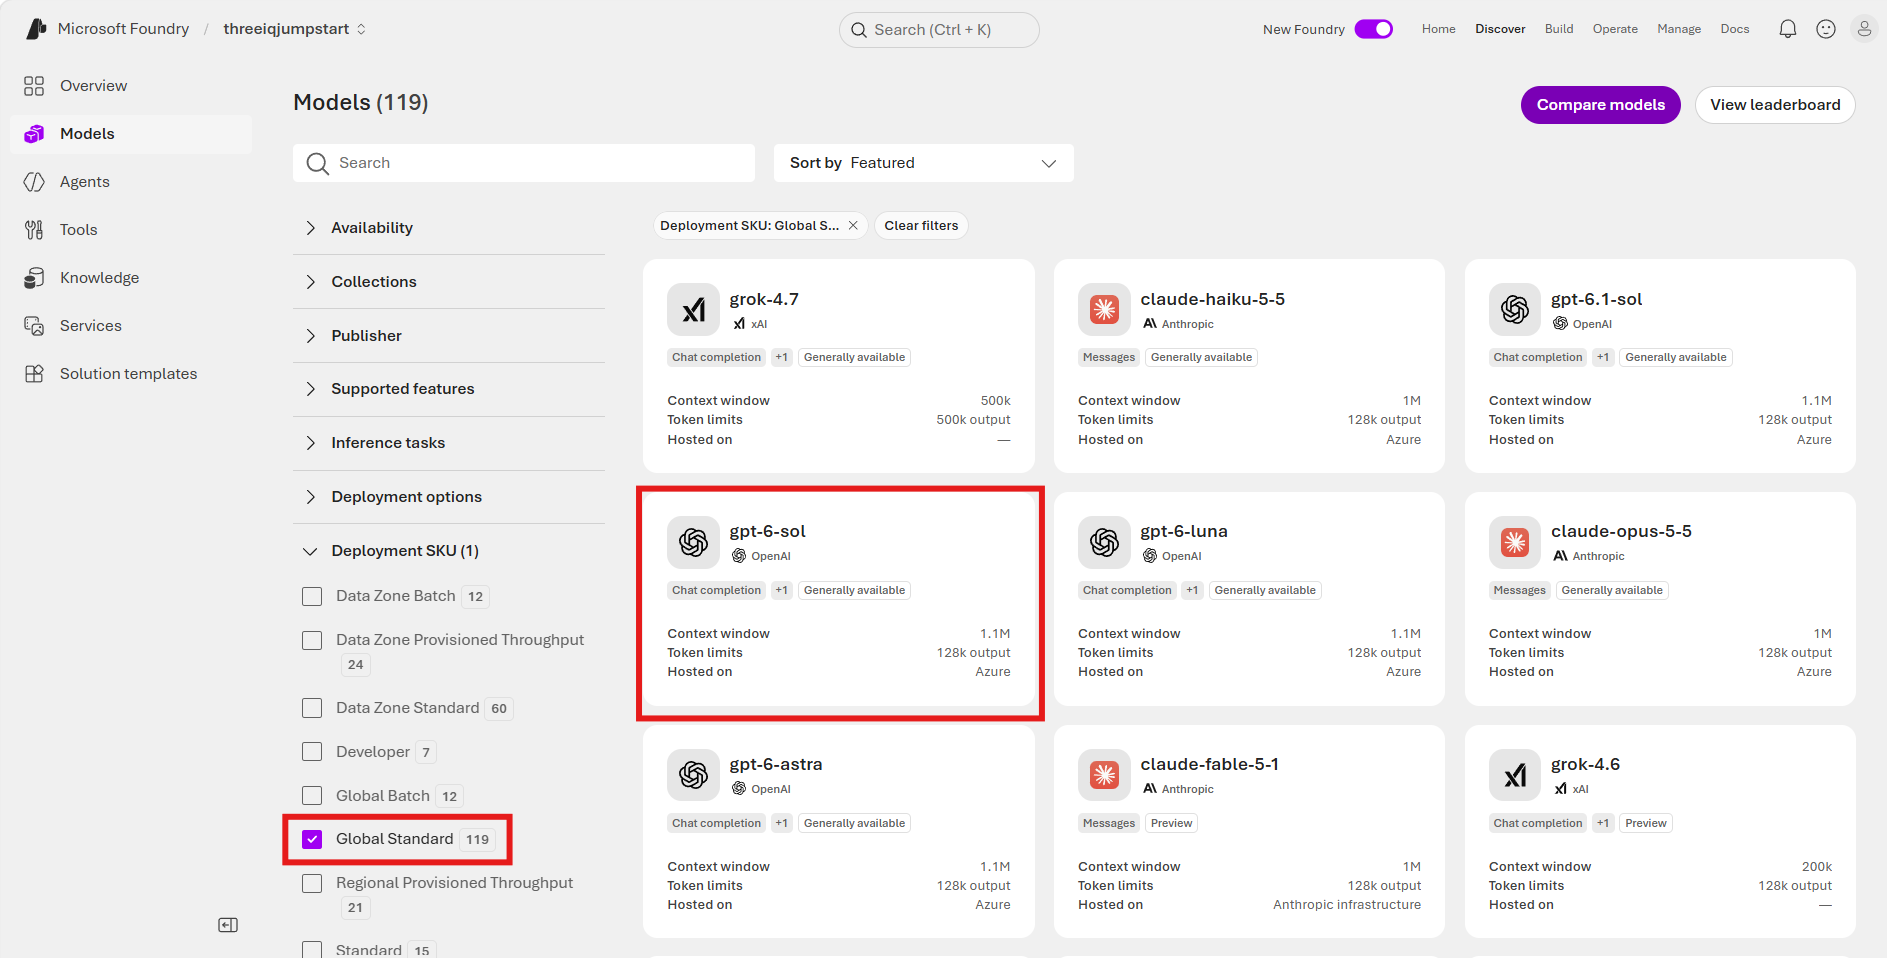 Microsoft Foundry / threeiqjumpstart
Search (Ctrl + K)
New Foundry
Home
Discover
Build
Operate
Manage
Docs
Overview
Models
Agents
Tools
Knowledge
Services
Solution templates
Models (119)
Compare models
View leaderboard
Search
Sort by Featured
Availability
Collections
Publisher
Supported features
Inference tasks
Deployment options
Deployment SKU (1)
Data Zone Batch 12
Data Zone Provisioned Throughput
24
Data Zone Standard 60
Developer 7
Global Batch 12
Global Standard 119
Regional Provisioned Throughput
21
Standard 15
Deployment SKU: Global S...
Clear filters
grok-4.7
xAI
Chat completion +1 Generally available
Context window 500k
Token limits 500k output
Hosted on —
claude-haiku-5-5
Anthropic
Messages Generally available
Context window 1M
Token limits 128k output
Hosted on Azure
gpt-6.1-sol
OpenAI
Chat completion +1 Generally available
Context window 1.1M
Token limits 128k output
Hosted on Azure
gpt-6-sol
OpenAI
Chat completion +1 Generally available
Context window 1.1M
Token limits 128k output
Hosted on Azure
gpt-6-luna
OpenAI
Chat completion +1 Generally available
Context window 1.1M
Token limits 128k output
Hosted on Azure
claude-opus-5-5
Anthropic
Messages Generally available
Context window 1M
Token limits 128k output
Hosted on Azure
gpt-6-astra
OpenAI
Chat completion +1 Generally available
Context window 1.1M
Token limits 128k output
Hosted on Azure
claude-fable-5-1
Anthropic
Messages Preview
Context window 1M
Token limits 128k output
Hosted on Anthropic infrastructure
grok-4.6
xAI
Chat completion +1 Preview
Context window 200k
Token limits 128k output
Hosted on —